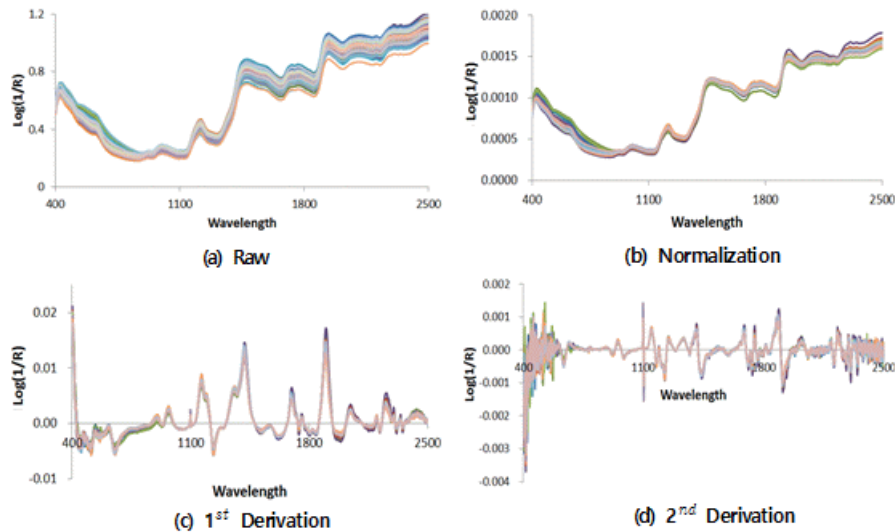 1.2
0.8
0.4
0
Log(1/R)
400 1100 1800 2500
Wavelength
(a) Raw
0.0020
0.0015
0.0010
0.0005
0.0000
Log(1/R)
400 1100 1800 2500
Wavelength
(b) Normalization
0.02
0.01
0.00
-0.01
Log(1/R)
400 1100 1800 2500
Wavelength
(c) 1st Derivation
0.002
0.001
0.000
-0.001
-0.002
-0.003
-0.004
Log(1/R)
400 1100 1800 2500
Wavelength
(d) 2nd Derivation